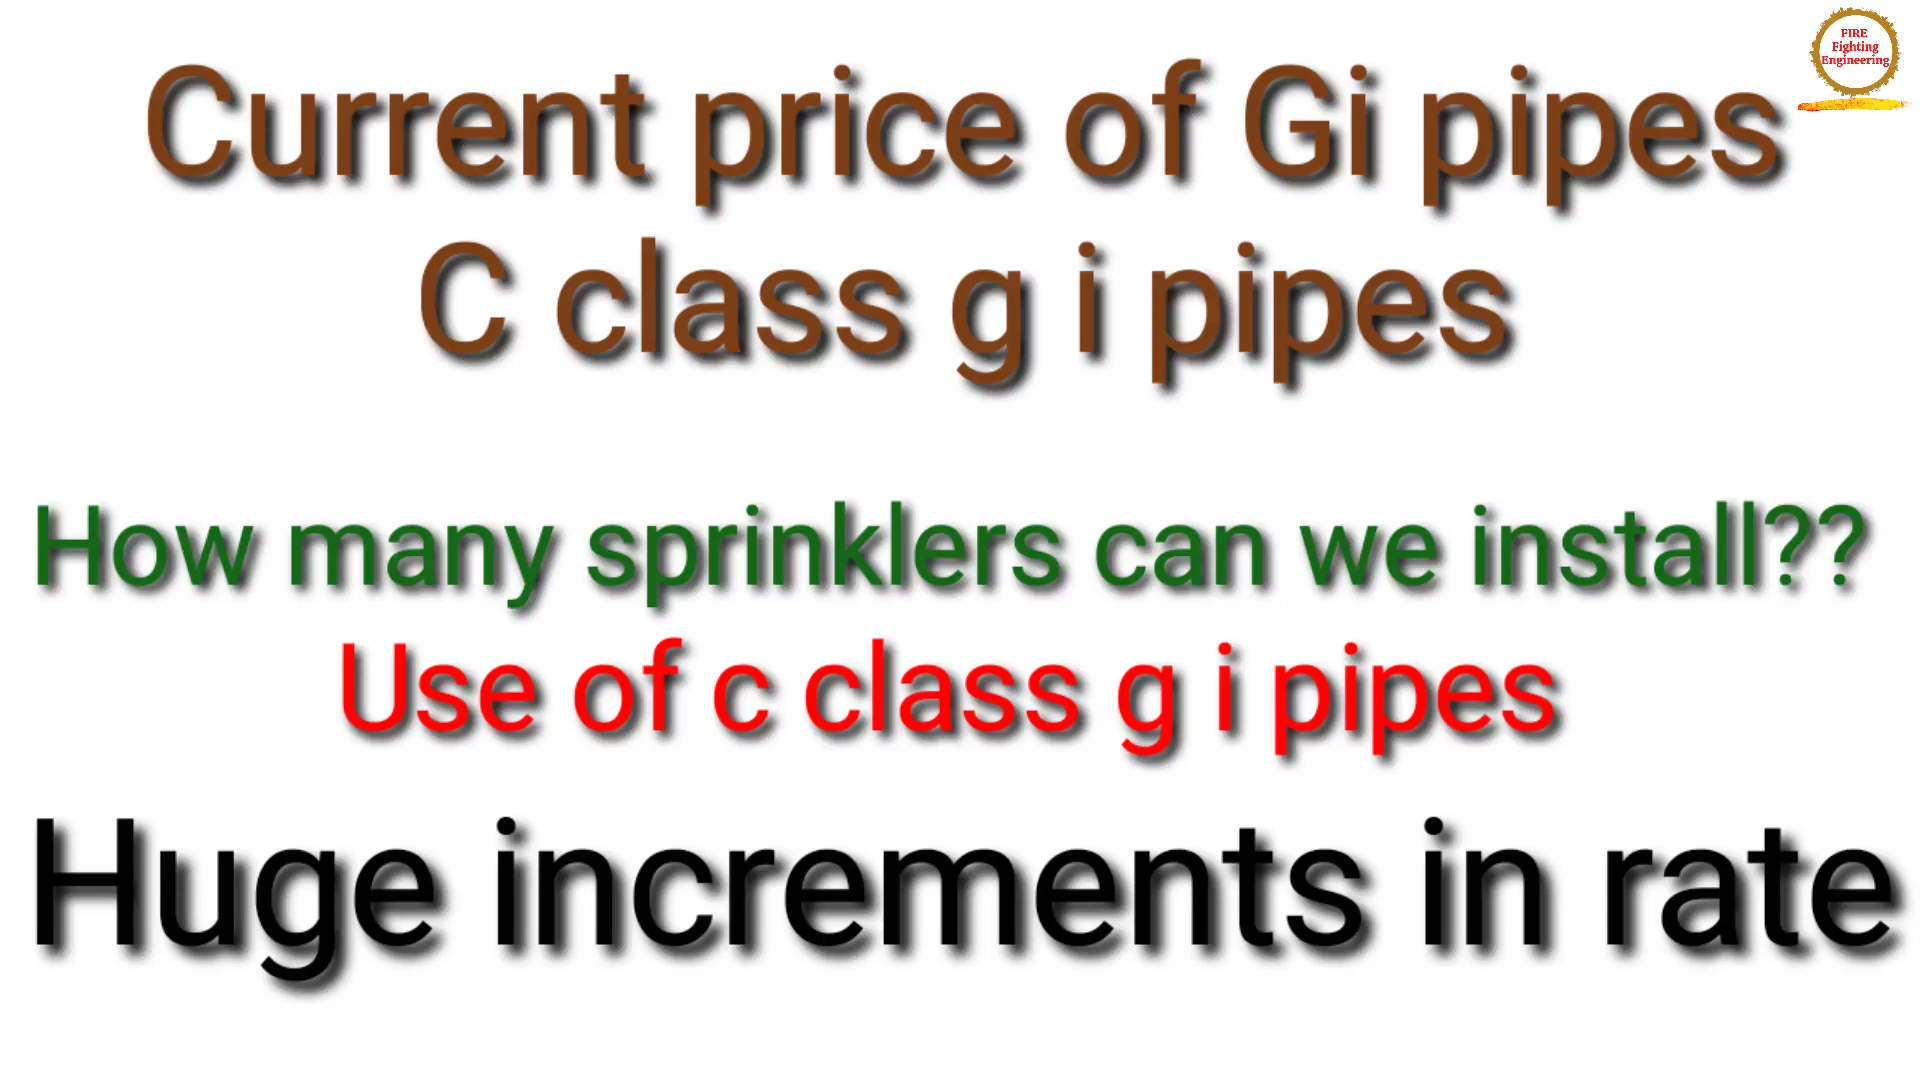 Current price of Gi pipes
C class g i pipes
How many sprinklers can we install??
Use of c class g i pipes
Huge increments in rate
FIRE
Fighting
Engineering